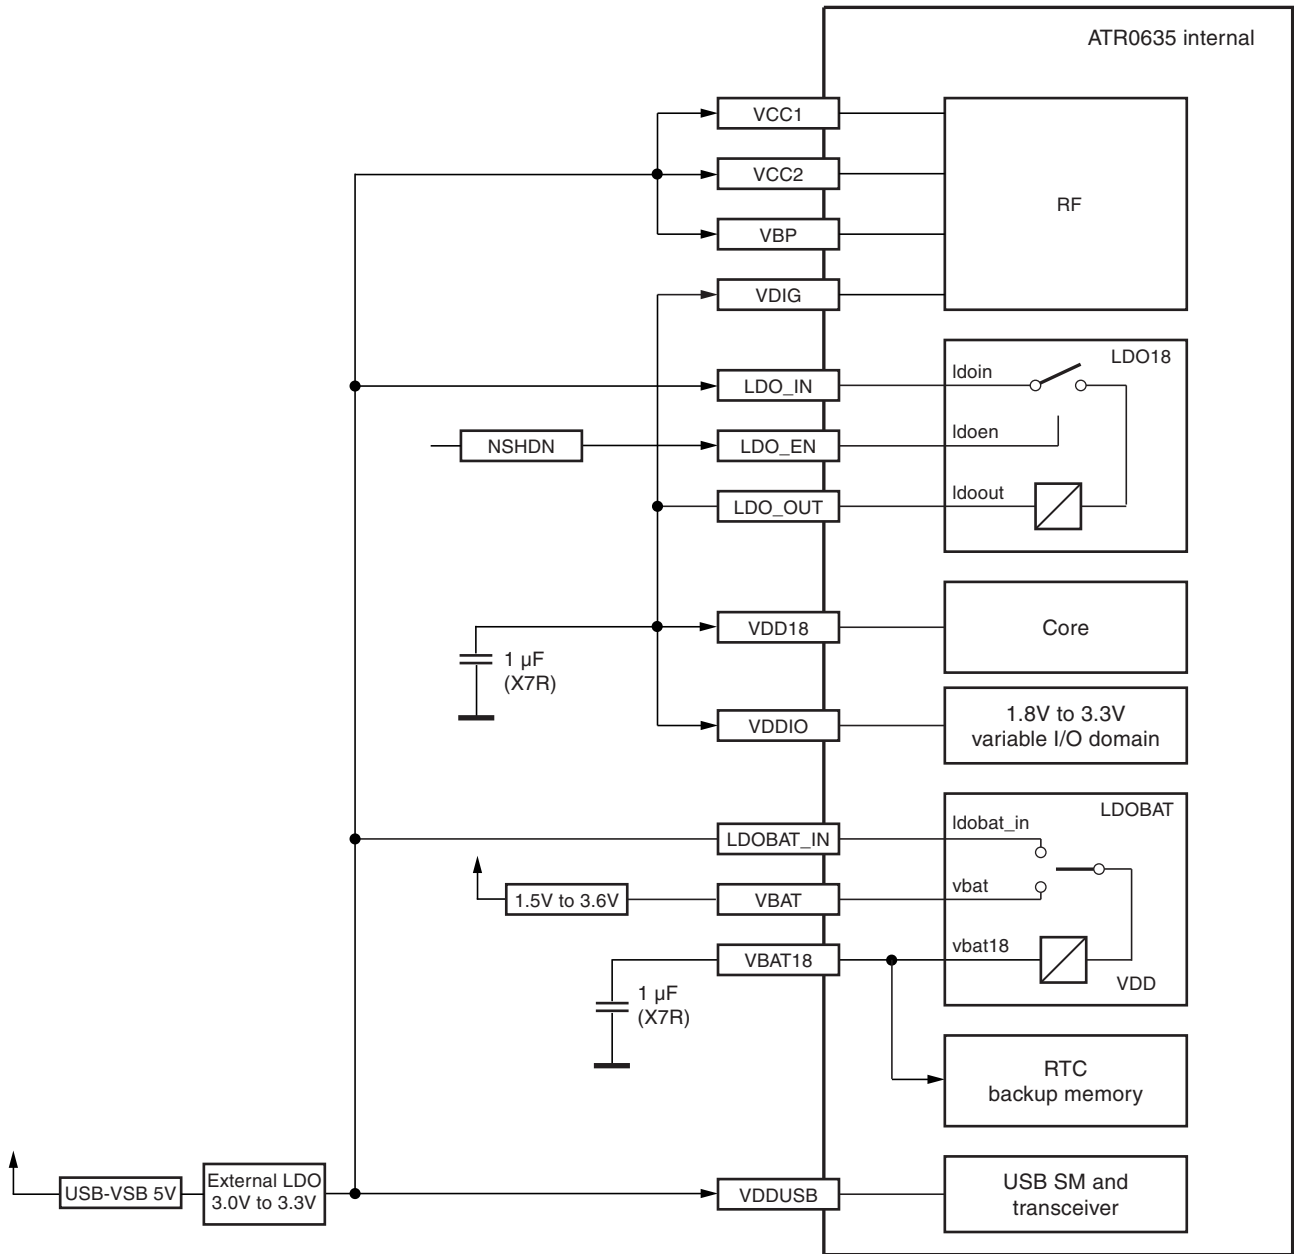 ATR0635 internal
VCC1
VCC2
VBP
VDIG
RF
LDO18
LDO_IN
ldoin
NSHDN
LDO_EN
ldoen
LDO_OUT
ldoout
VDD18
Core
1 µF
(X7R)
VDDIO
1.8V to 3.3V
variable I/O domain
LDOBAT
LDOBAT_IN
ldobat_in
1.5V to 3.6V
VBAT
vbat
VBAT18
vbat18
VDD
1 µF
(X7R)
RTC
backup memory
USB-VSB 5V
External LDO
3.0V to 3.3V
VDDUSB
USB SM and
transceiver